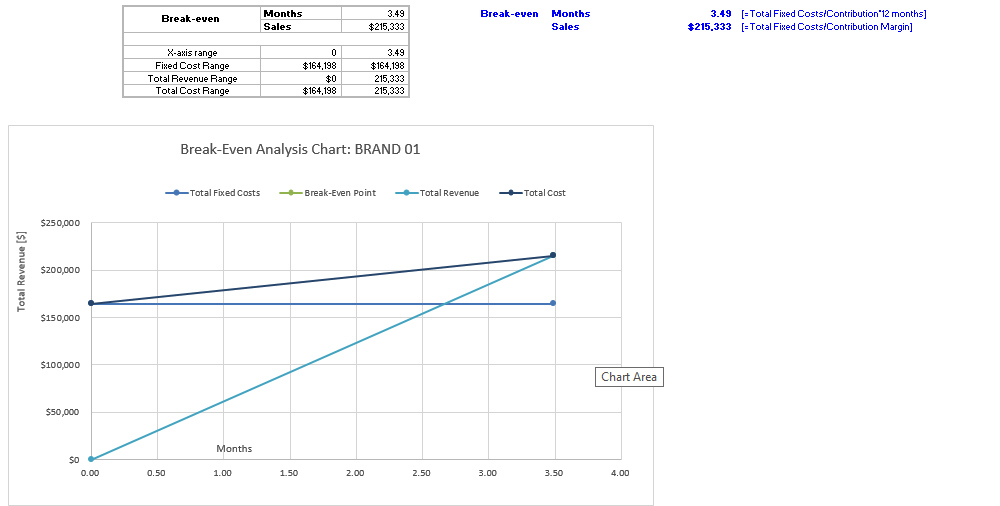 Break-even Months 3.49
Sales $215,333
X-axis range 0 3.49
Fixed Cost Range $164,198 $164,198
Total Revenue Range $0 215,333
Total Cost Range $164,198 215,333
Break-even Months 3.49 [=Total Fixed Costs/Contribution*12 months]
Sales $215,333 [=Total Fixed Costs/Contribution Margin]
Break-Even Analysis Chart: BRAND 01
Total Fixed Costs Break-Even Point Total Revenue Total Cost
Total Revenue [$]
$250,000
$200,000
$150,000
$100,000
$50,000
$0
Chart Area
Months
0.00 0.50 1.00 1.50 2.00 2.50 3.00 3.50 4.00